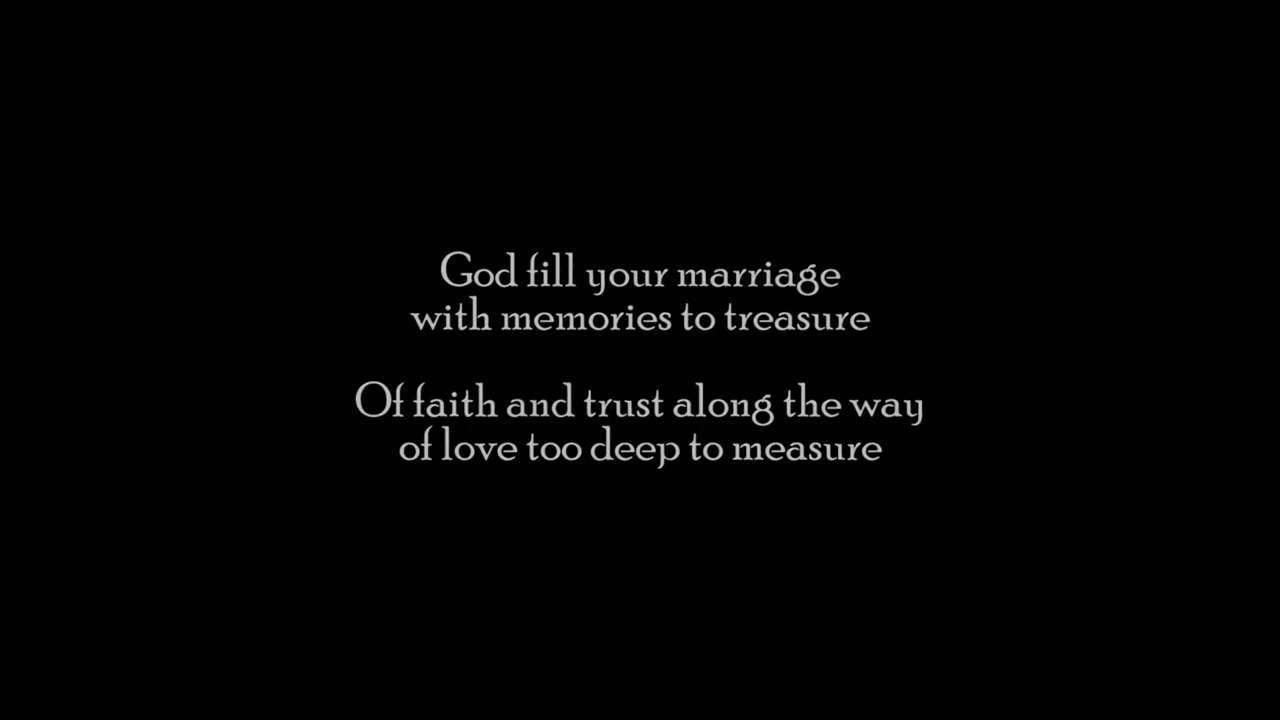 God fill your marriage
with memories to treasure
Of faith and trust along the way
of love too deep to measure